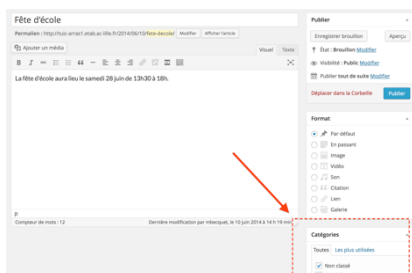 Fête d'école
Permalien : http://tuic-arras1.etab.ac-lille.fr/2014/06/10/fete-decole/ Modifier Afficher l'article
Ajouter un média
Visuel Texte
La fête d'école aura lieu le samedi 28 juin de 13h30 à 18h.
p
Compteur de mots : 12
Dernière modification par mbecquet, le 10 juin 2014 à 14 h 19 min
Publier
Enregistrer brouillon Aperçu
État : Brouillon Modifier
Visibilité : Public Modifier
Publier tout de suite Modifier
Déplacer dans la Corbeille Publier
Format
Par défaut
En passant
Image
Vidéo
Son
Citation
Lien
Galerie
Catégories
Toutes Les plus utilisées
Non classé